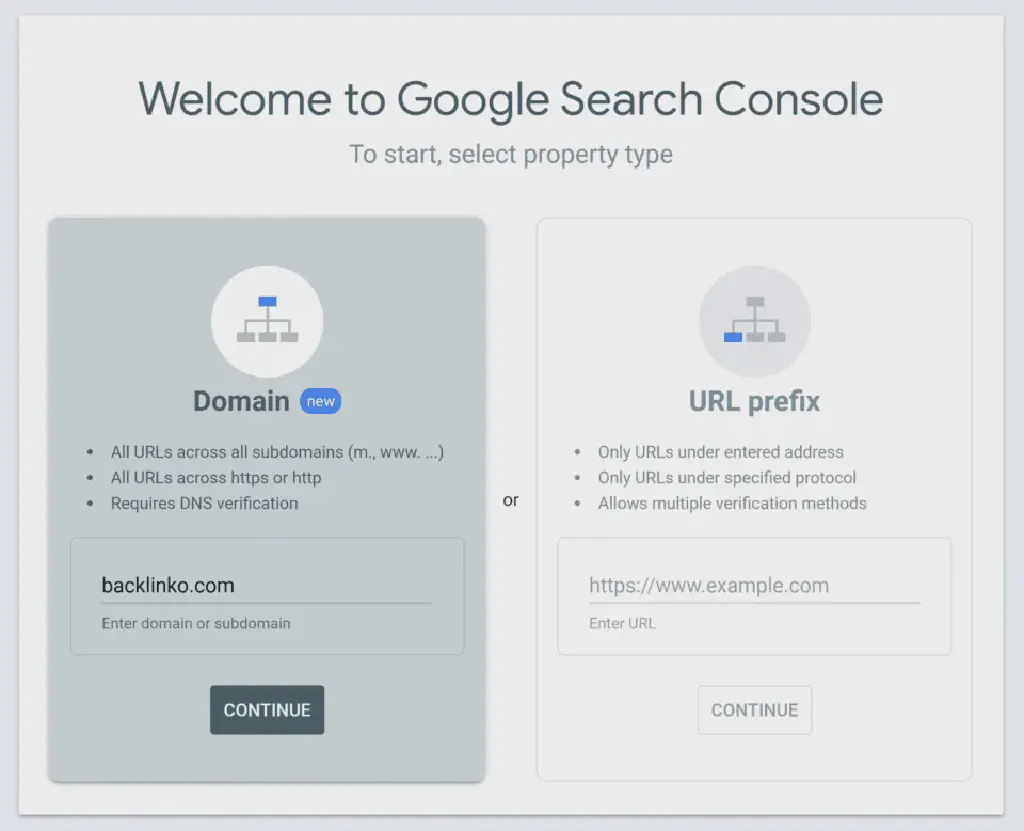 Welcome to Google Search Console
To start, select property type
Domain new
• All URLs across all subdomains (m., www. ...)
• All URLs across https or http
• Requires DNS verification
backlinko.com
Enter domain or subdomain
CONTINUE
or
URL prefix
• Only URLs under entered address
• Only URLs under specified protocol
• Allows multiple verification methods
https://www.example.com
Enter URL
CONTINUE